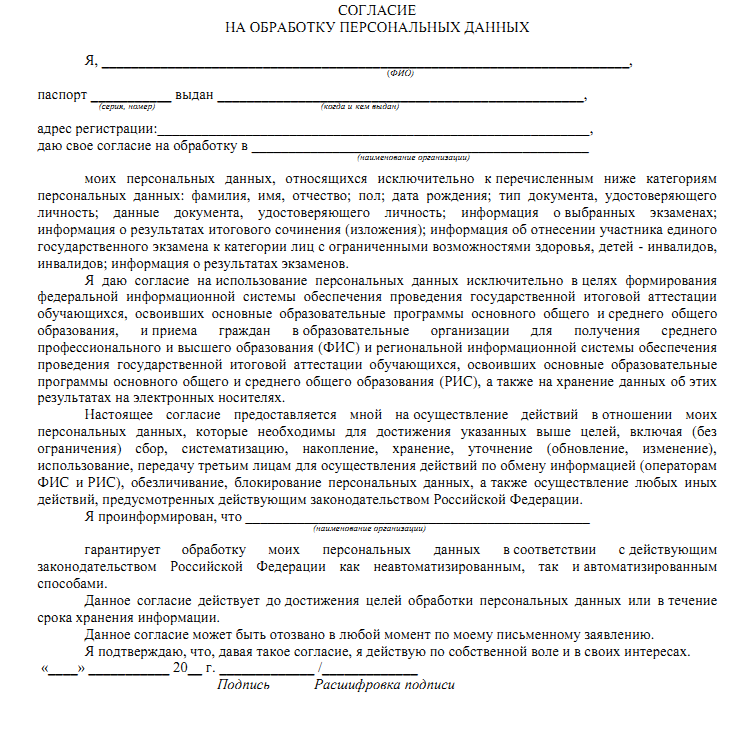 СОГЛАСИЕ
НА ОБРАБОТКУ ПЕРСОНАЛЬНЫХ ДАННЫХ
Я, ______________________________________________________________________,
(ФИО)
паспорт ___________ выдан _________________________________________________,
(серия, номер) (когда и кем выдан)
адрес регистрации:__________________________________________________________,
даю свое согласие на обработку в _____________________________________________
(наименование организации)
моих персональных данных, относящихся исключительно к перечисленным ниже категориям
персональных данных: фамилия, имя, отчество; пол; дата рождения; тип документа, удостоверяющего
личность; данные документа, удостоверяющего личность; информация о выбранных экзаменах;
информация о результатах итогового сочинения (изложения); информация об отнесении участника единого
государственного экзамена к категории лиц с ограниченными возможностями здоровья, детей - инвалидов,
инвалидов; информация о результатах экзаменов.
Я даю согласие на использование персональных данных исключительно в целях формирования
федеральной информационной системы обеспечения проведения государственной итоговой аттестации
обучающихся, освоивших основные образовательные программы основного общего и среднего общего
образования, и приема граждан в образовательные организации для получения среднего
профессионального и высшего образования (ФИС) и региональной информационной системы обеспечения
проведения государственной итоговой аттестации обучающихся, освоивших основные образовательные
программы основного общего и среднего общего образования (РИС), а также на хранение данных об этих
результатах на электронных носителях.
Настоящее согласие предоставляется мной на осуществление действий в отношении моих
персональных данных, которые необходимы для достижения указанных выше целей, включая (без
ограничения) сбор, систематизацию, накопление, хранение, уточнение (обновление, изменение),
использование, передачу третьим лицам для осуществления действий по обмену информацией (операторам
ФИС и РИС), обезличивание, блокирование персональных данных, а также осуществление любых иных
действий, предусмотренных действующим законодательством Российской Федерации.
Я проинформирован, что ______________________________________________
(наименование организации)
гарантирует обработку моих персональных данных в соответствии с действующим
законодательством Российской Федерации как неавтоматизированным, так и автоматизированным
способами.
Данное согласие действует до достижения целей обработки персональных данных или в течение
срока хранения информации.
Данное согласие может быть отозвано в любой момент по моему письменному заявлению.
Я подтверждаю, что, давая такое согласие, я действую по собственной воле и в своих интересах.
«____» ___________ 20__ г. _____________ /_____________
Подпись Расшифровка подписи